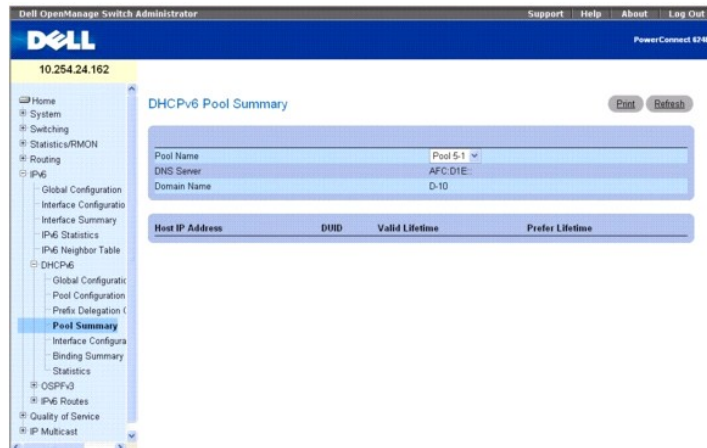 Dell OpenManage Switch Administrator
Support Help About Log Out
DELL
PowerConnect 624
10.254.24.162
Home
System
Switching
Statistics/RMON
Routing
IPv6
Global Configuration
Interface Configuratio
Interface Summary
IPv6 Statistics
IPv6 Neighbor Table
DHCPv6
Global Configuratic
Pool Configuration
Prefix Delegation C
Pool Summary
Interface Configura
Binding Summary
Statistics
OSPFv3
IPv6 Routes
Quality of Service
IP Multicast
DHCPv6 Pool Summary
Print Refresh
Pool Name Pool 5-1
DNS Server AFC:D1E::
Domain Name D-10
Host IP Address DUID Valid Lifetime Prefer Lifetime